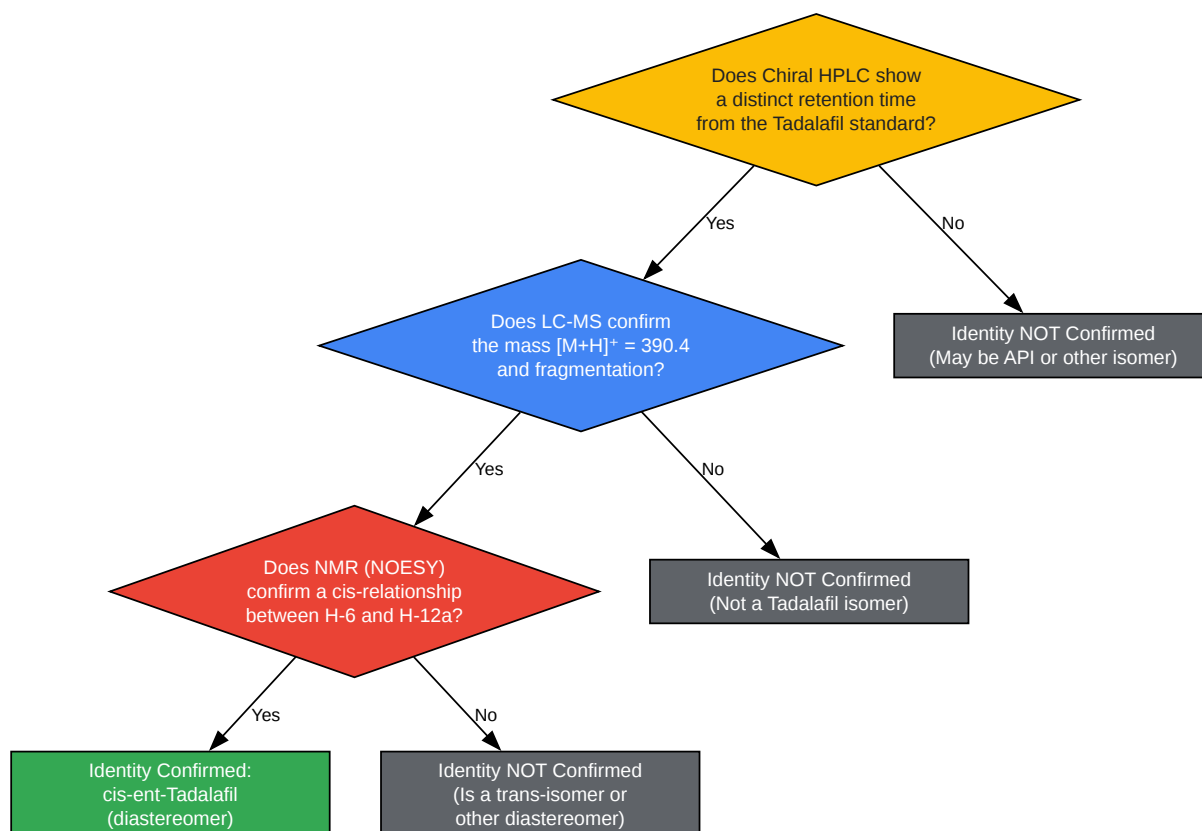 Does Chiral HPLC show
a distinct retention time
from the Tadalafil standard?
Yes
No
Does LC-MS confirm
the mass [M+H]⁺ = 390.4
and fragmentation?
Identity NOT Confirmed
(May be API or other isomer)
Yes
No
Does NMR (NOESY)
confirm a cis-relationship
between H-6 and H-12a?
Identity NOT Confirmed
(Not a Tadalafil isomer)
Yes
No
Identity Confirmed:
cis-ent-Tadalafil
(diastereomer)
Identity NOT Confirmed
(Is a trans-isomer or
other diastereomer)